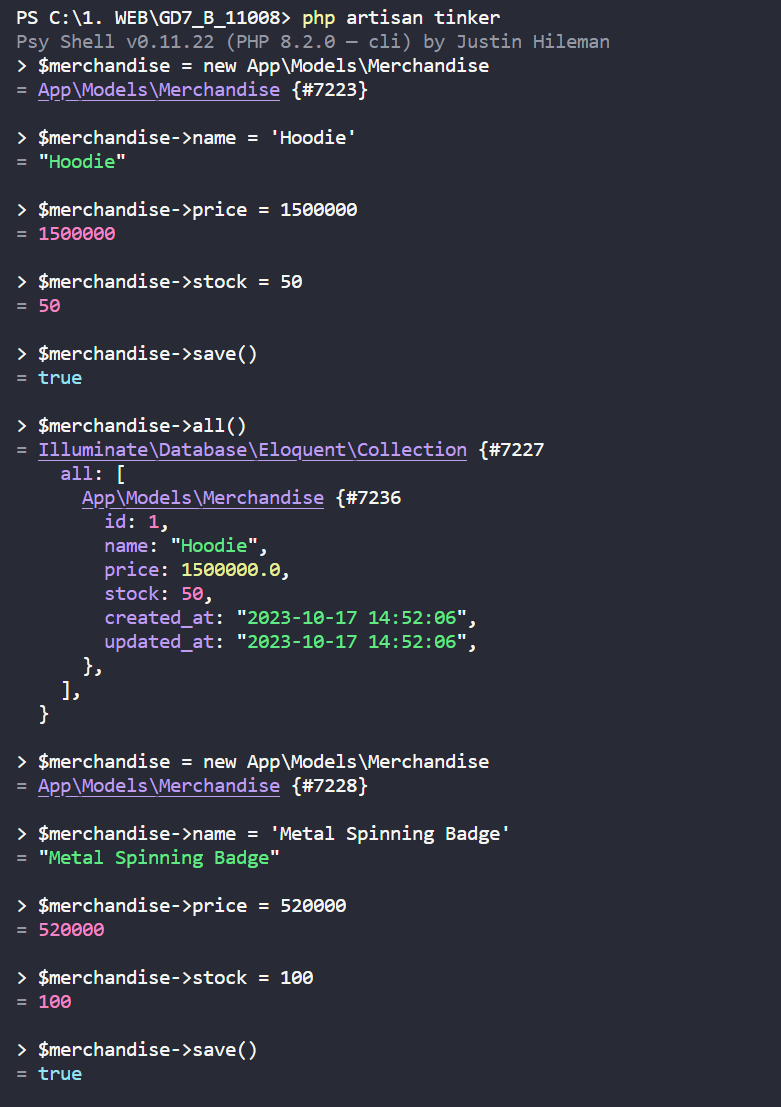 PS C:\1. WEB\GD7_B_11008> php artisan tinker
Psy Shell v0.11.22 (PHP 8.2.0 — cli) by Justin Hileman
> $merchandise = new App\Models\Merchandise
= App\Models\Merchandise {#7223}
> $merchandise->name = 'Hoodie'
= "Hoodie"
> $merchandise->price = 1500000
= 1500000
> $merchandise->stock = 50
= 50
> $merchandise->save()
= true
> $merchandise->all()
= Illuminate\Database\Eloquent\Collection {#7227
all: [
App\Models\Merchandise {#7236
id: 1,
name: "Hoodie",
price: 1500000.0,
stock: 50,
created_at: "2023-10-17 14:52:06",
updated_at: "2023-10-17 14:52:06",
},
],
}
> $merchandise = new App\Models\Merchandise
= App\Models\Merchandise {#7228}
> $merchandise->name = 'Metal Spinning Badge'
= "Metal Spinning Badge"
> $merchandise->price = 520000
= 520000
> $merchandise->stock = 100
= 100
> $merchandise->save()
= true